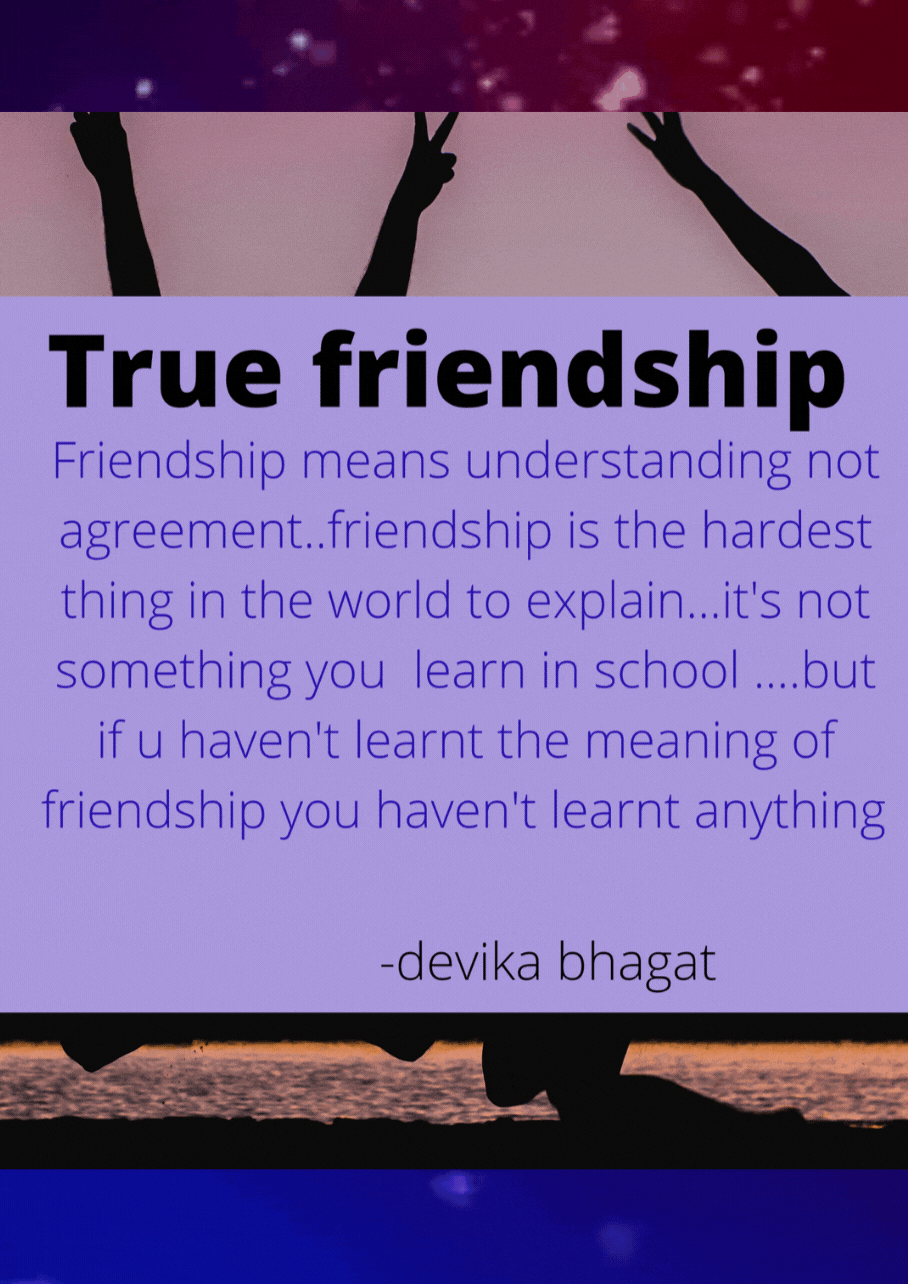 True friendship
Friendship means understanding not
agreement..friendship is the hardest
thing in the world to explain...it's not
something you  learn in school ....but
if u haven't learnt the meaning of
friendship you haven't learnt anything
-devika bhagat